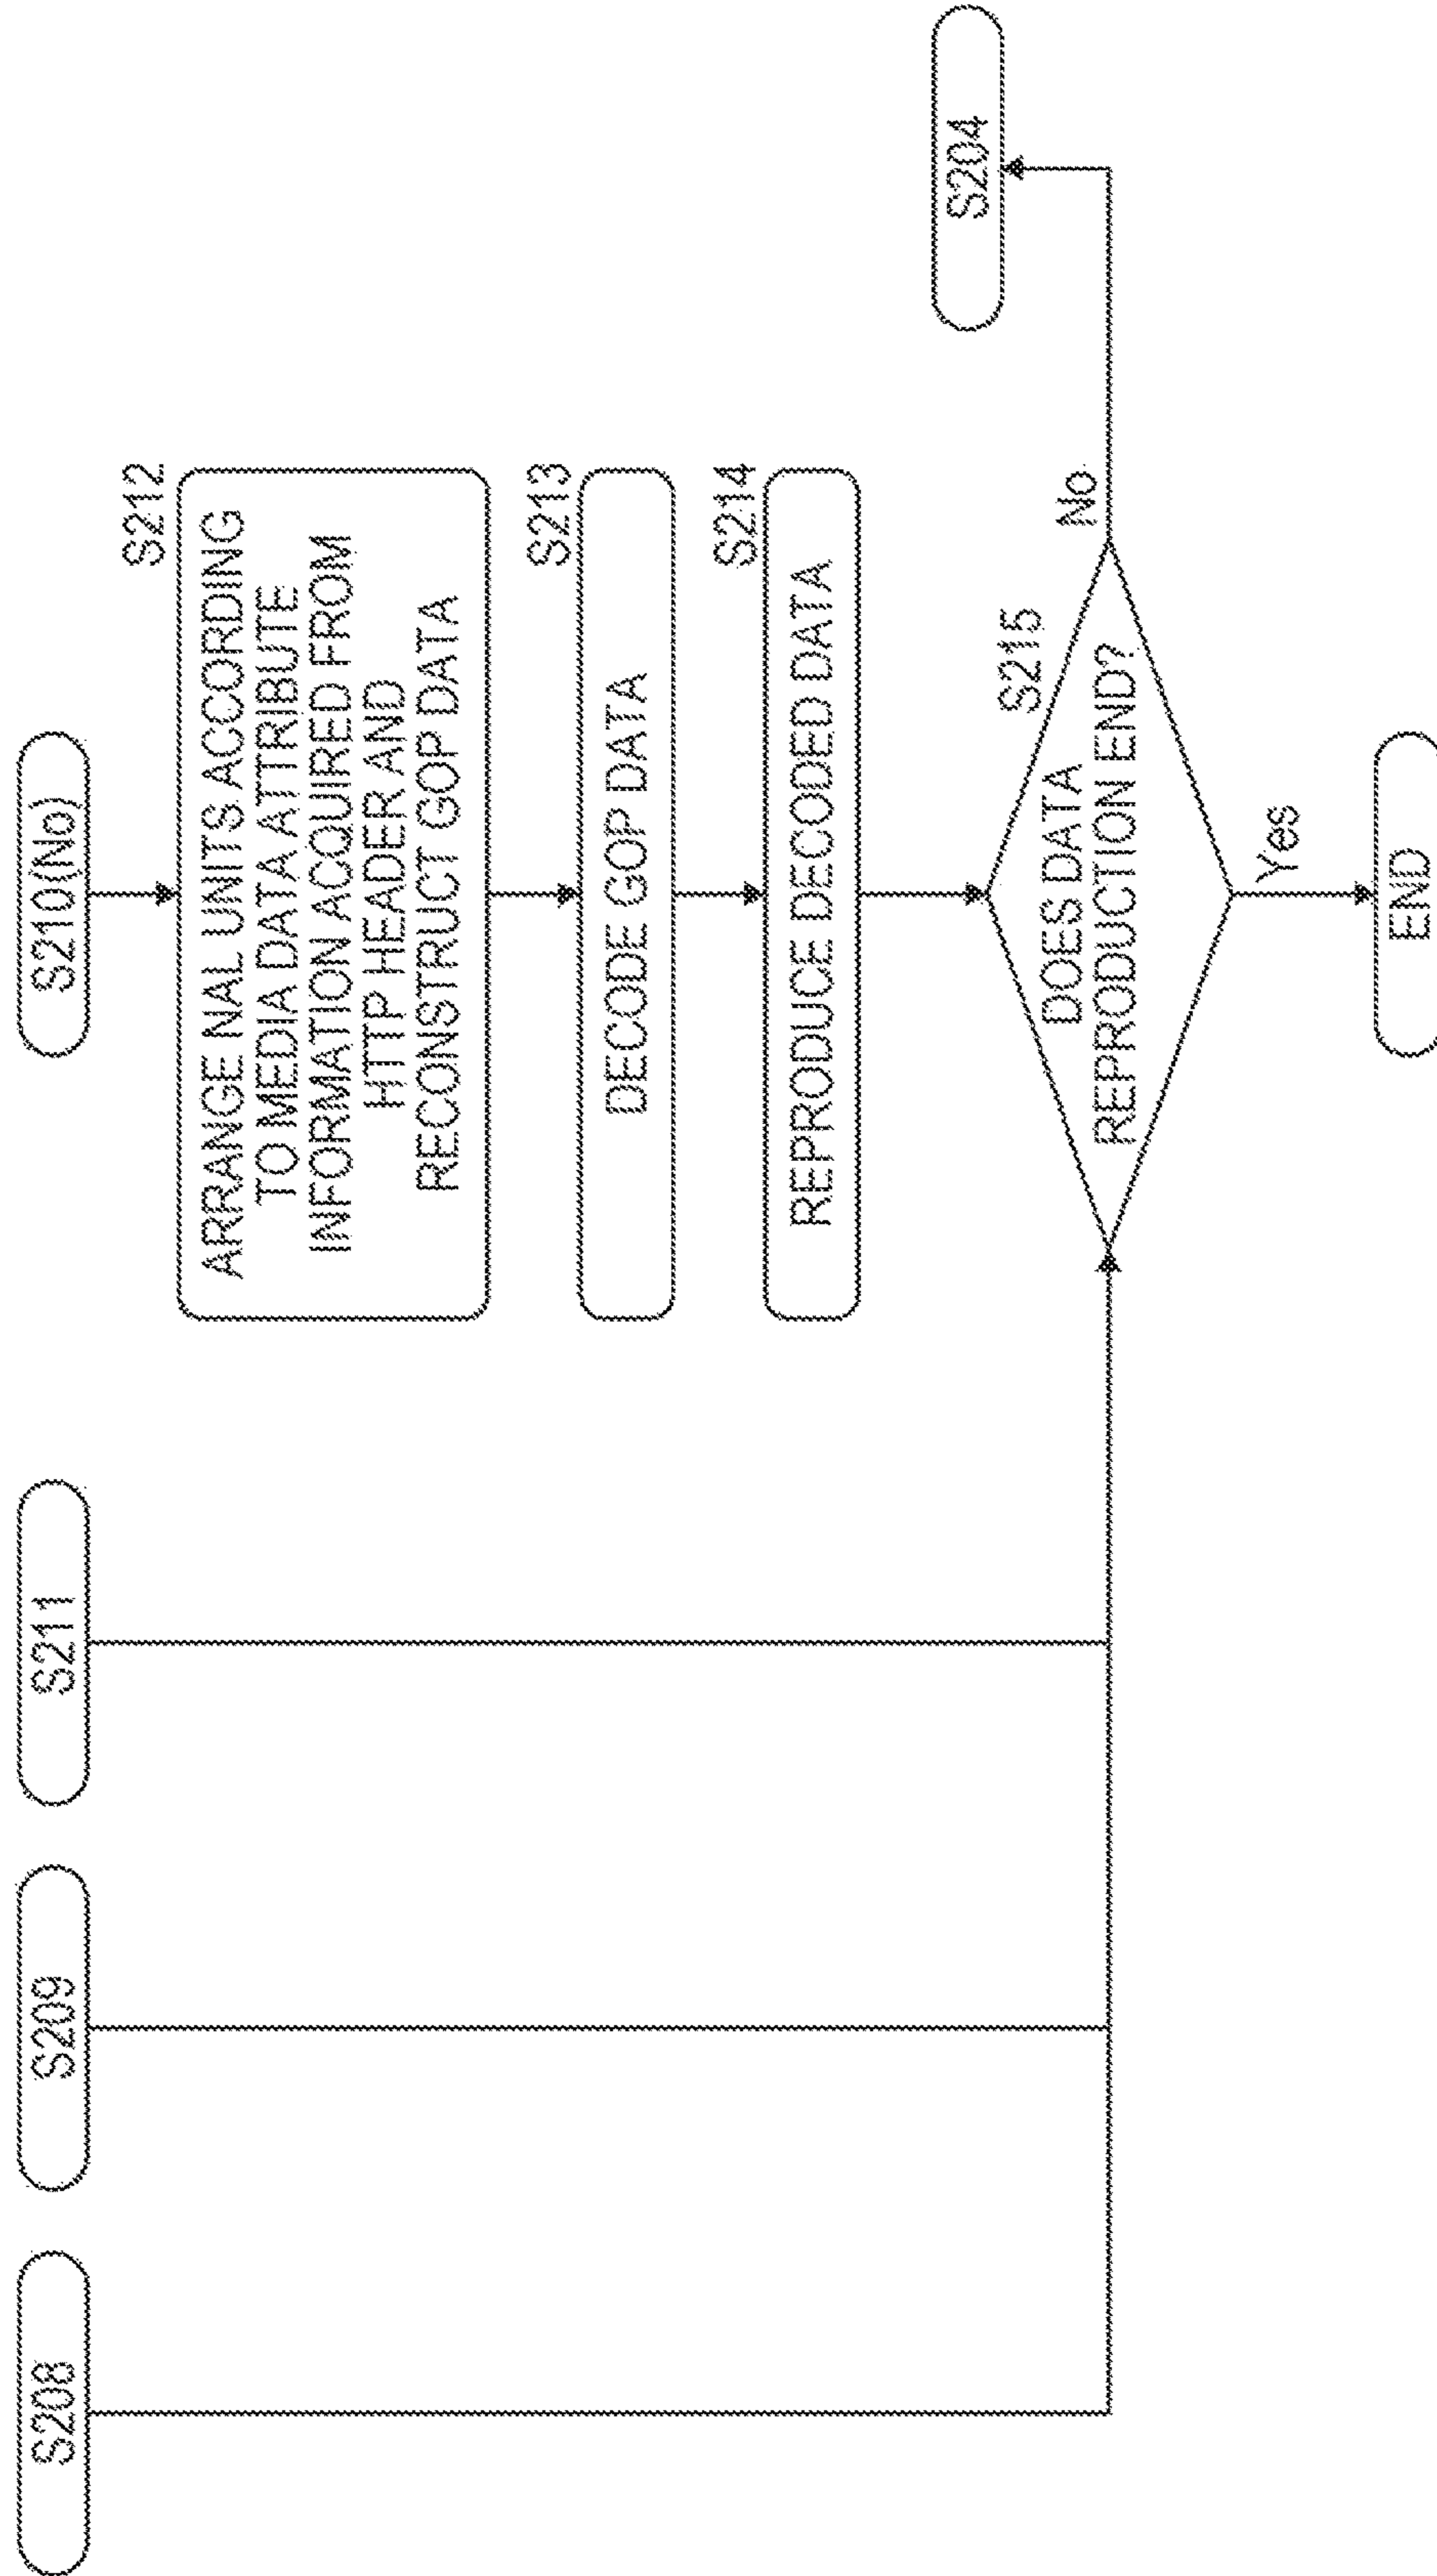 S208
S209
S211
S210(No)
S212
ARRANGE NAL UNITS ACCORDING
TO MEDIA DATA ATTRIBUTE
INFORMATION ACQUIRED FROM
HTTP HEADER AND
RECONSTRUCT GOP DATA
S213
DECODE GOP DATA
S214
REPRODUCE DECODED DATA
S215
DOES DATA
REPRODUCTION END?
No
S204
Yes
END